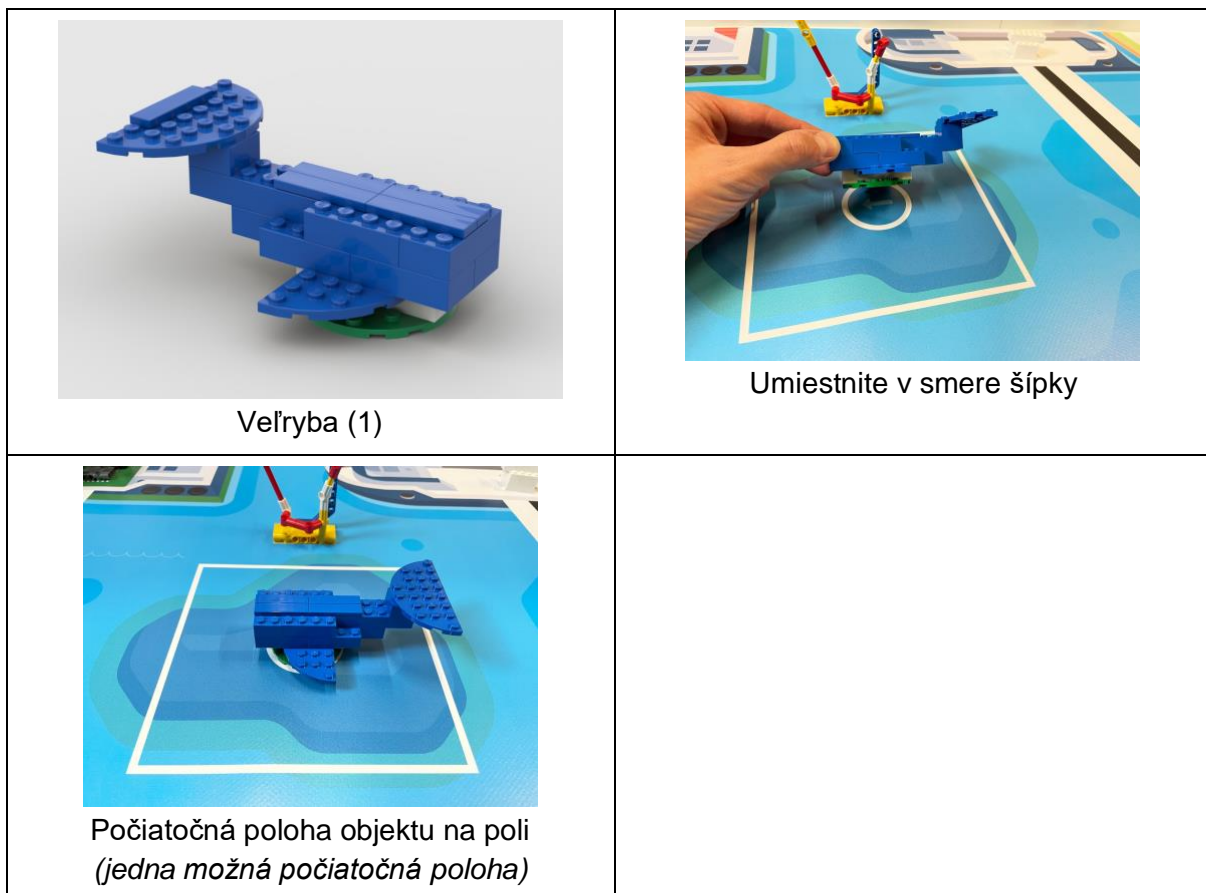 Veľryba (1)
Umiestnite v smere šípky
Počiatočná poloha objektu na poli
(jedna možná počiatočná poloha)